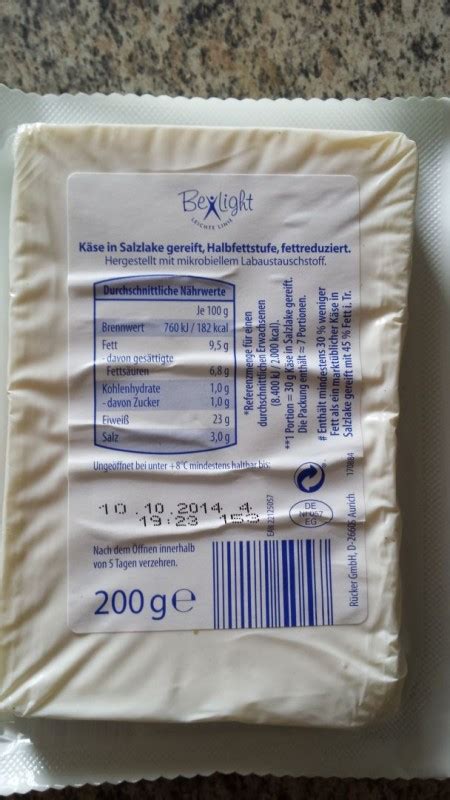 Be light
LEICHTE LINIE
Käse in Salzlake gereift, Halbfettstufe, fettreduziert.
Hergestellt mit mikrobiellem Labaustauschstoff.
Durchschnittliche Nährwerte
Je 100 g
Brennwert 760 kJ / 182 kcal
Fett 9,5 g
- davon gesättigte
Fettsäuren 6,8 g
Kohlenhydrate 1,0 g
- davon Zucker 1,0 g
Eiweiß 23 g
Salz 3,0 g
*Referenzmenge für einen
durchschnittlichen Erwachsenen
(8.400 kJ / 2.000 kcal).
**1 Portion = 30 g Käse in Salzlake gereift.
Die Packung enthält ≈ 7 Portionen.
# Enthält mindestens 30 % weniger
Fett als ein marktüblicher Käse in
Salzlake gereift mit 45 % Fett i. Tr.
Ungeöffnet bei unter +8°C mindestens haltbar bis:
10.10.2014 4
19:23
DE
EG
Rücker GmbH, D-26605 Aurich
Nach dem Öffnen innerhalb
von 5 Tagen verzehren.
200 g e